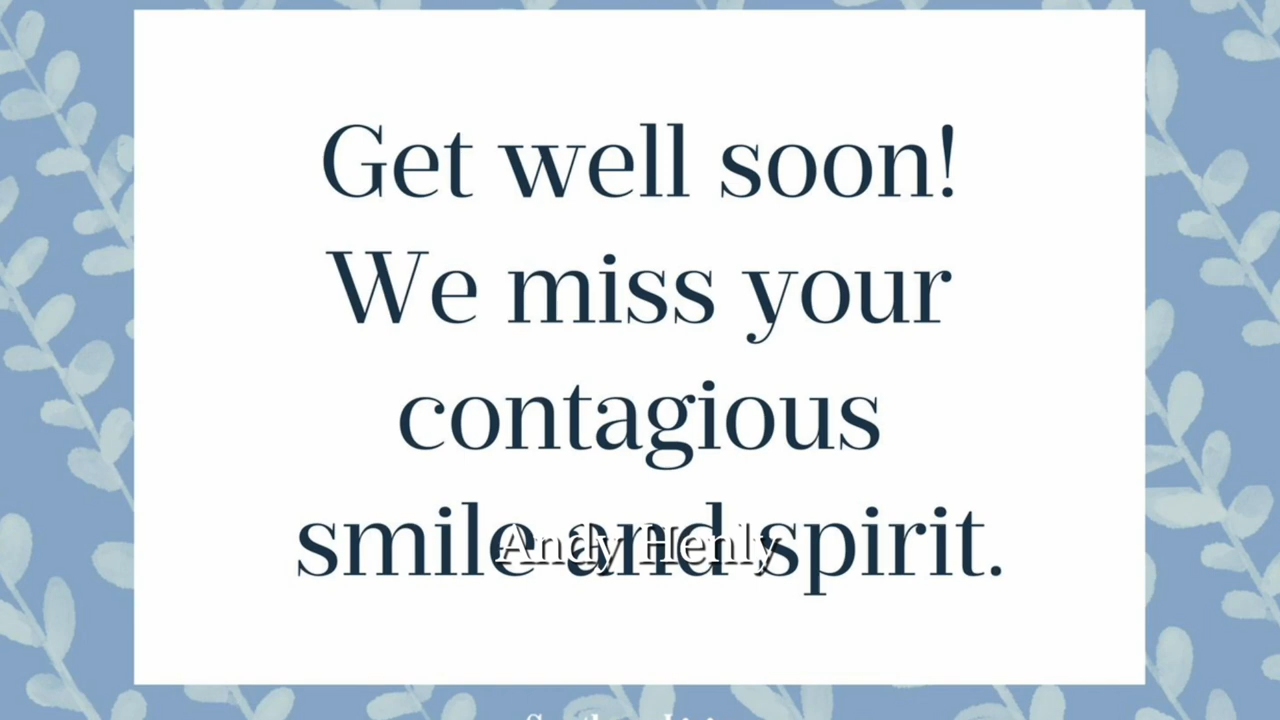 Get well soon!
We miss your
contagious
smile and spirit.
Andy Henly